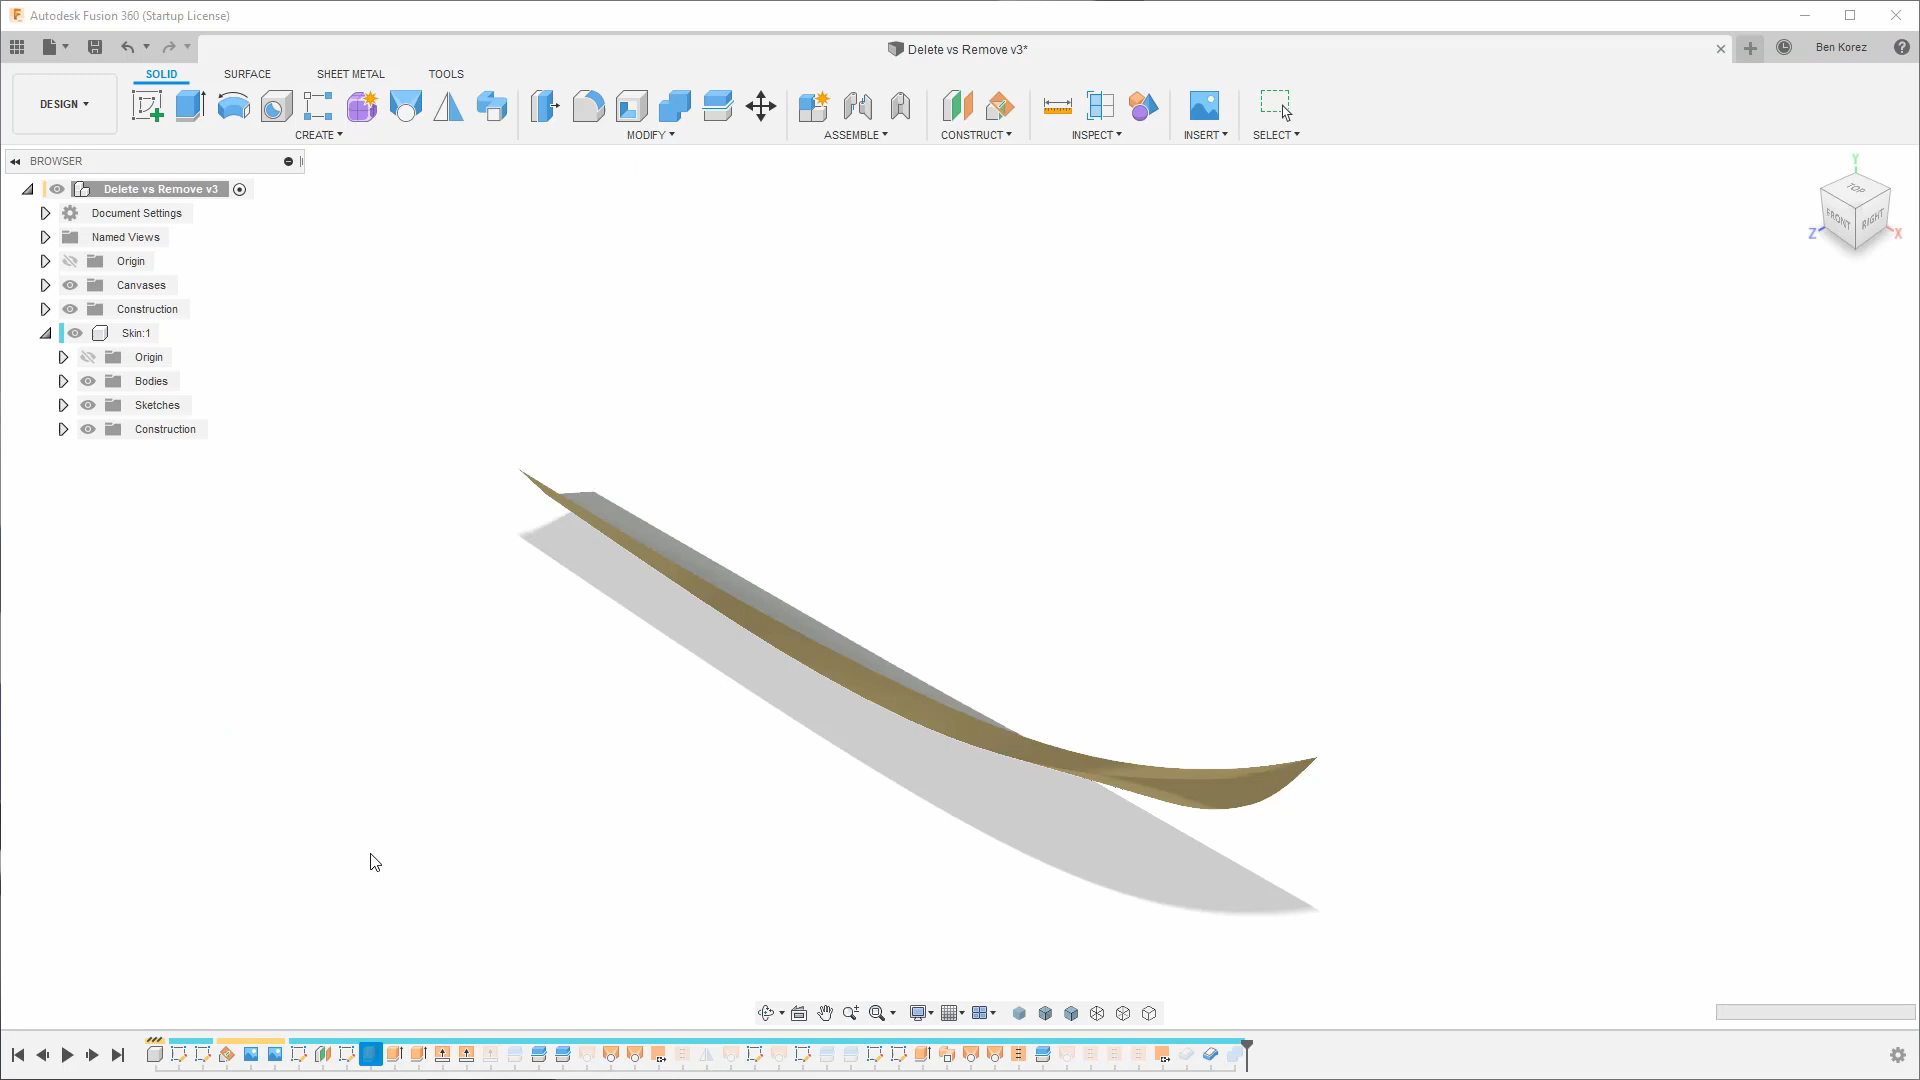 Autodesk Fusion 360 (Startup License)
Delete vs Remove v3*
Ben Korez
SOLID
SURFACE
SHEET METAL
TOOLS
DESIGN
CREATE
MODIFY
ASSEMBLE
CONSTRUCT
INSPECT
INSERT
SELECT
BROWSER
Delete vs Remove v3
Document Settings
Named Views
Origin
Canvases
Construction
Skin:1
Origin
Bodies
Sketches
Construction
Y
TOP
FRONT
RIGHT
Z
X